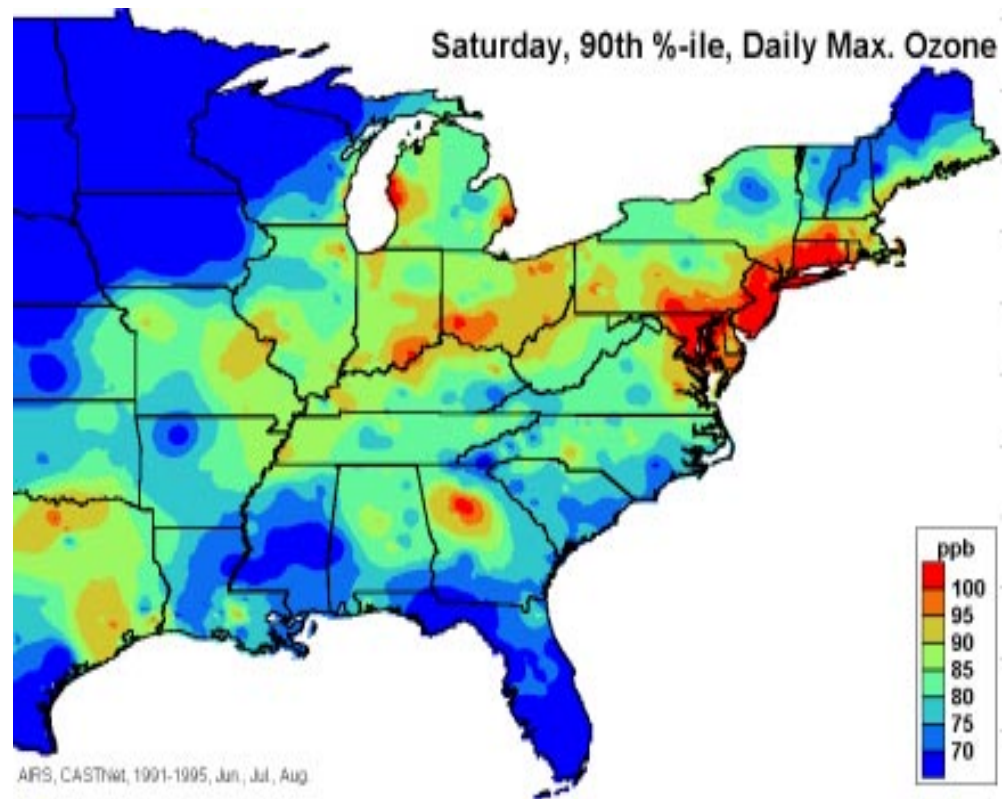 Saturday, 90th %-ile, Daily Max. Ozone
ppb
100
95
90
85
80
75
70
AIRS, CASTNet, 1991-1995, Jun., Jul., Aug.